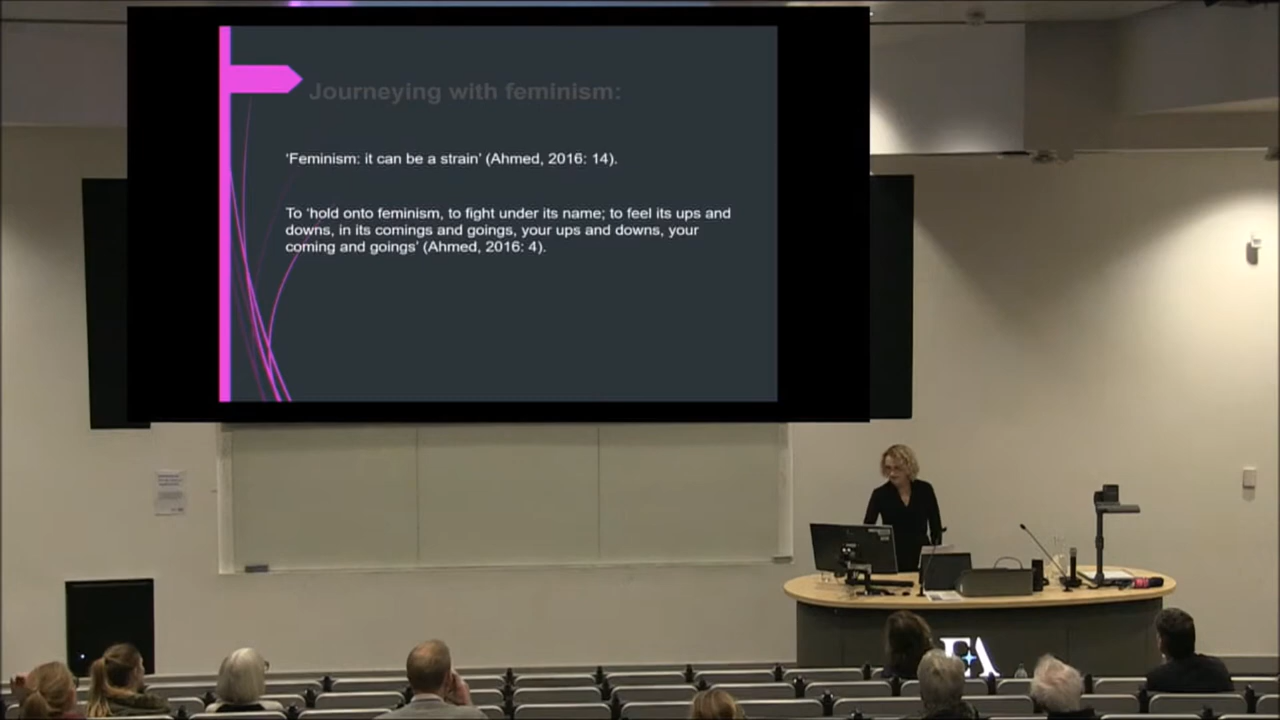 Journeying with feminism:
‘Feminism: it can be a strain’ (Ahmed, 2016: 14).
To ‘hold onto feminism, to fight under its name; to feel its ups and
downs, in its comings and goings, your ups and downs, your
coming and goings’ (Ahmed, 2016: 4).